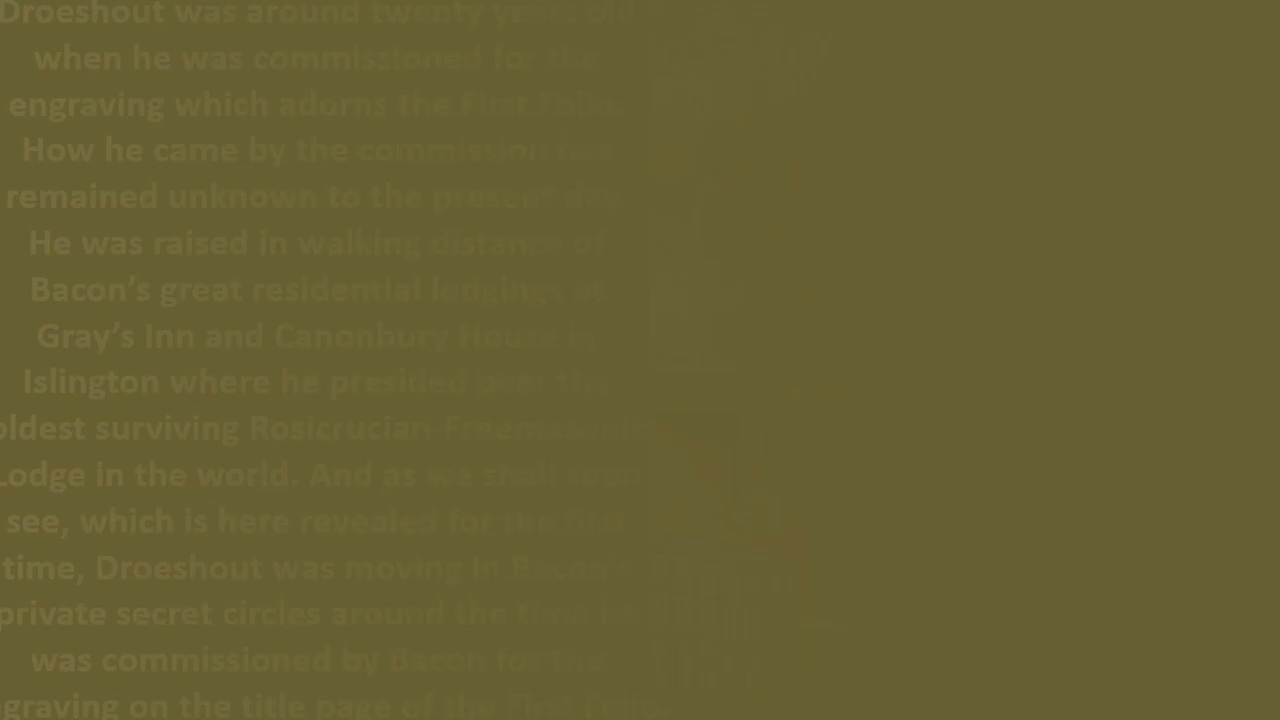 Droeshout was around twenty years old
when he was commissioned for the
engraving which adorns the First Folio.
How he came by the commission has
remained unknown to the present day.
He was raised in walking distance of
Bacon’s great residential lodgings at
Gray’s Inn and Canonbury House in
Islington where he presided over the
oldest surviving Rosicrucian-Freemasonic
Lodge in the world. And as we shall soon
see, which is here revealed for the first
time, Droeshout was moving in Bacon’s
private secret circles around the time he
was commissioned by Bacon for the
engraving on the title page of the First Folio.